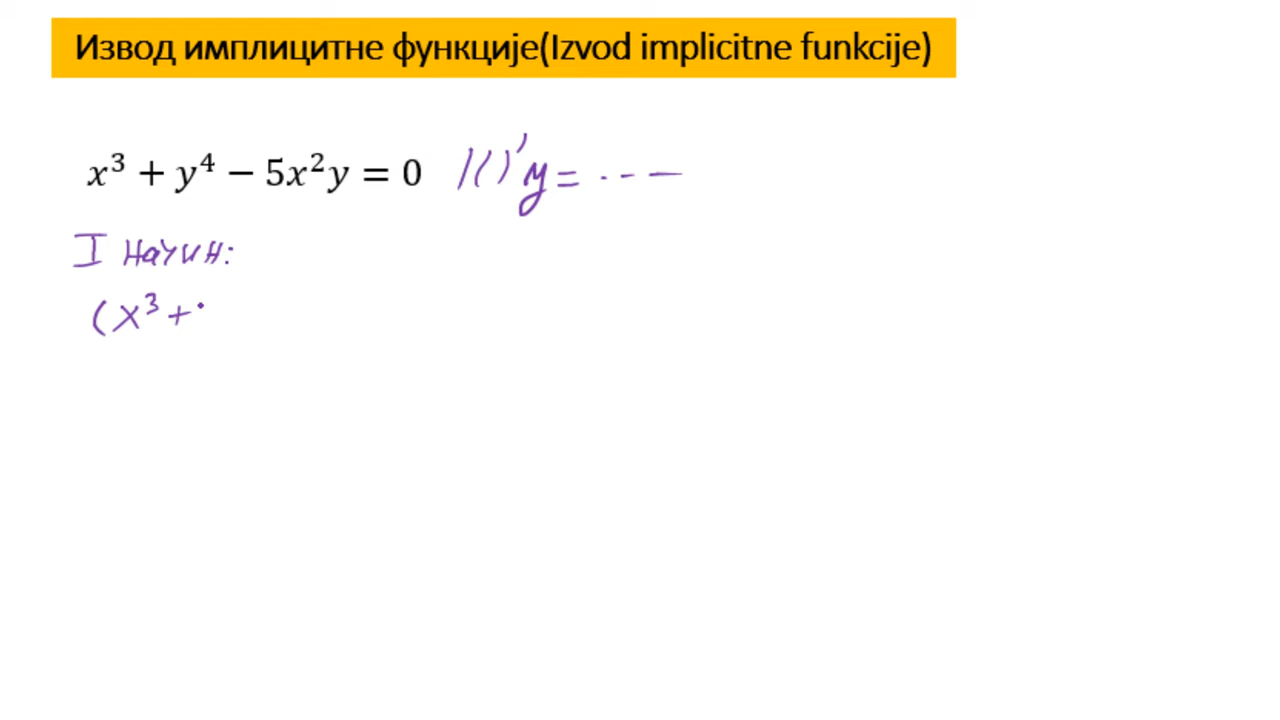 Извод имплицитне функције(Izvod implicitne funkcije)
x³ + y⁴ − 5x²y = 0 /()' y = . - —
I начин:
(x³ +